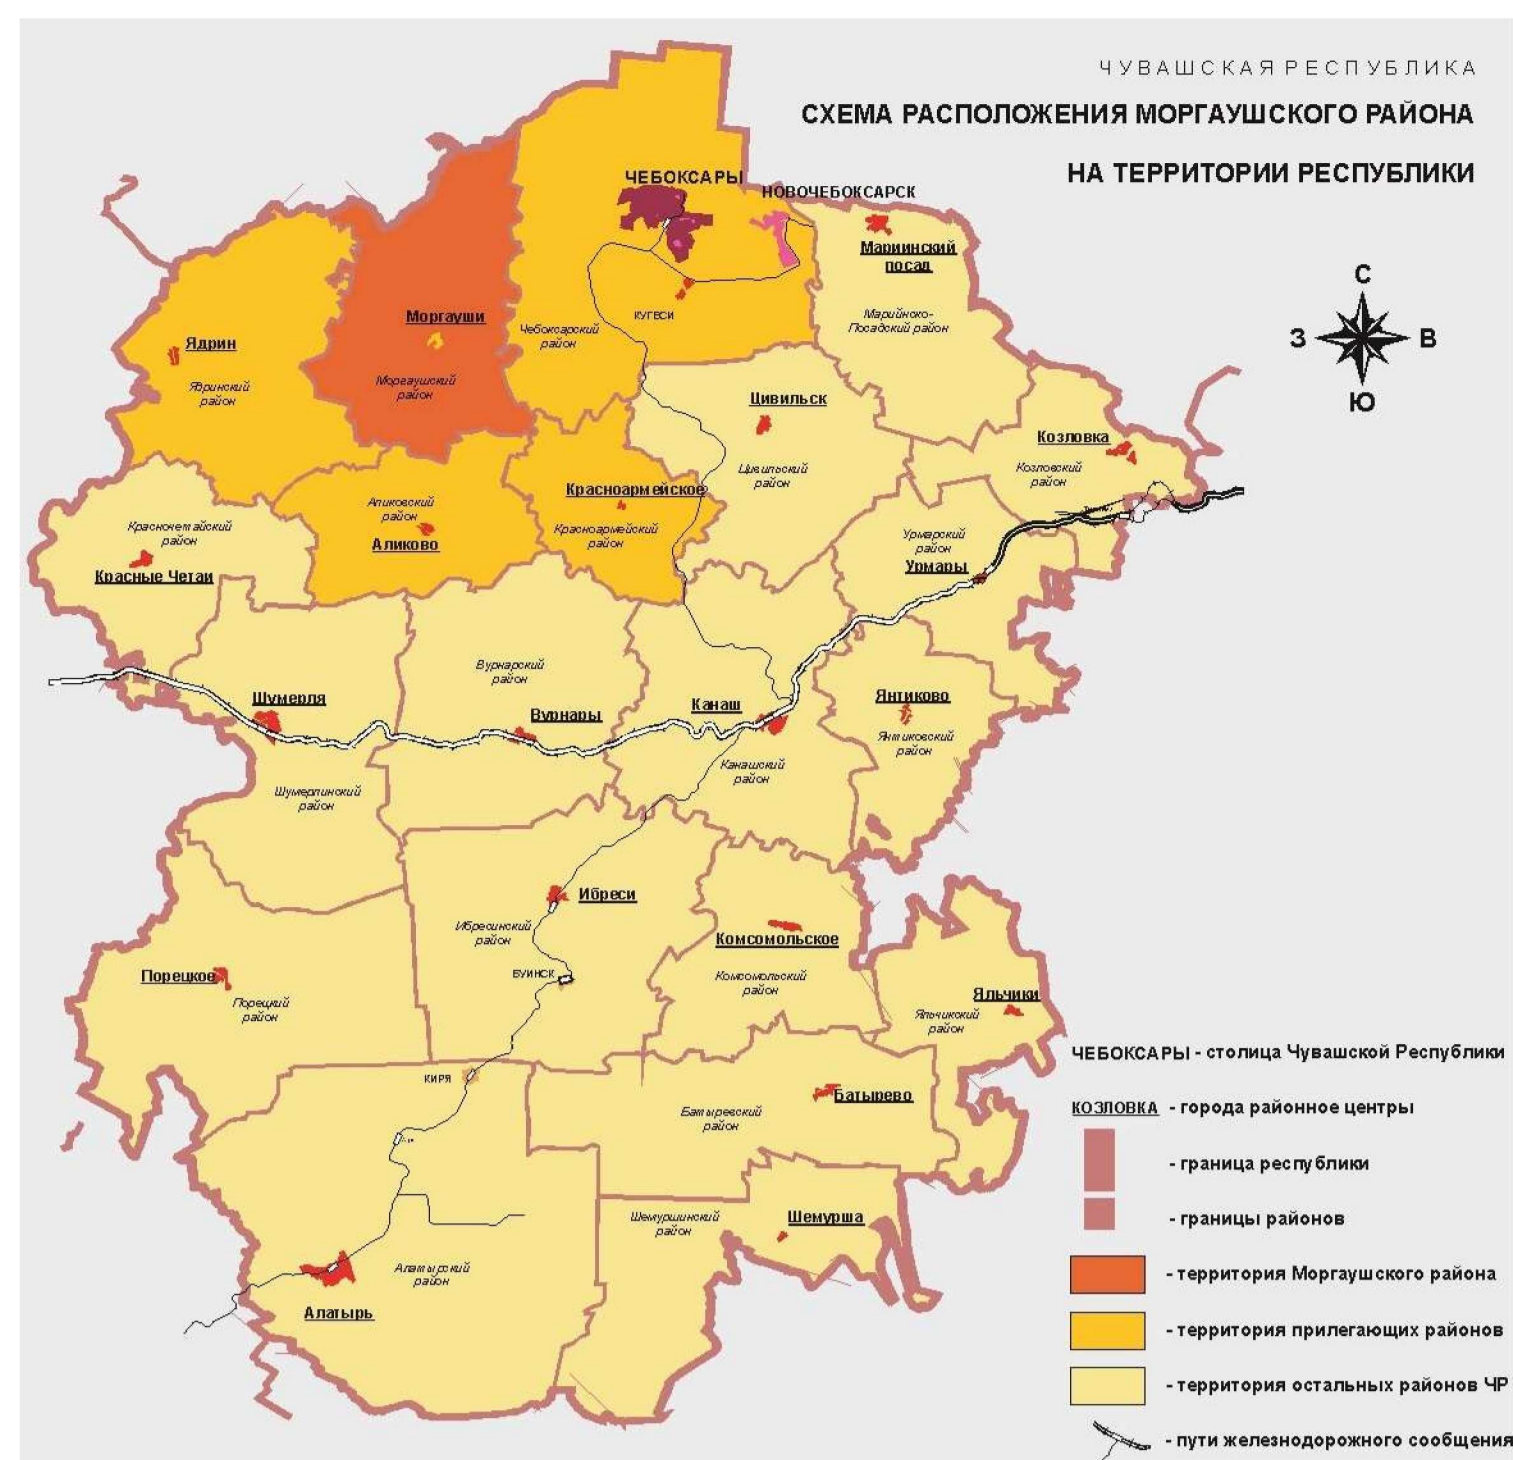 ЧУВАШСКАЯ РЕСПУБЛИКА
СХЕМА РАСПОЛОЖЕНИЯ МОРГАУШСКОГО РАЙОНА
НА ТЕРРИТОРИИ РЕСПУБЛИКИ
ЧЕБОКСАРЫ
НОВОЧЕБОКСАРСК
Мариинский
посад
С
З
В
Ю
Марийнско-
Посадский район
Моргауши
КУГЕСИ
Чебоксарский
район
Ядрин
Ядринский
район
Моргаушский
район
Цивильск
Козловка
Цивильский
район
Козловский
район
Красноармейское
Аликовский
район
Аликово
Красноармейский
район
Красночетайский
район
Красные Четаи
Урмарский
район
Урмары
Вурнарский
район
Шумерля
Вурнары
Канаш
Янтиково
Янтиковский
район
Канашский
район
Шумерлинский
район
Ибреси
Ибресинский
район
Комсомольское
БУИНСК
Комсомольский
район
Порецкое
Порецкий
район
Яльчики
Яльчикский
район
КИРЯ
Батырево
Батыревский
район
Шемуршинский
район
Шемурша
Алатырский
район
Алатырь
ЧЕБОКСАРЫ - столица Чувашской Республики
КОЗЛОВКА - города районное центры
- граница республики
- границы районов
- территория Моргаушского района
- территория прилегающих районов
- территория остальных районов ЧР
- пути железнодорожного сообщения